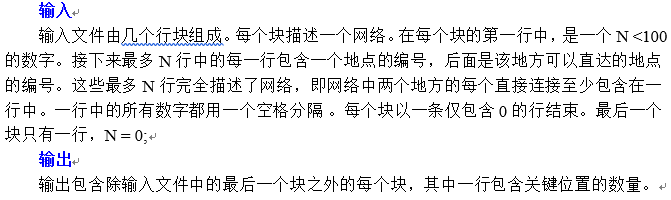 输入
输入文件由几个行块组成。每个块描述一个网络。在每个块的第一行中，是一个 N <100
的数字。接下来最多 N 行中的每一行包含一个地点的编号，后面是该地方可以直达的地点
的编号。这些最多 N 行完全描述了网络，即网络中两个地方的每个直接连接至少包含在一
行中。一行中的所有数字都用一个空格分隔 。每个块以一条仅包含 0 的行结束。最后一个
块只有一行，N = 0;
输出
输出包含除输入文件中的最后一个块之外的每个块，其中一行包含关键位置的数量。